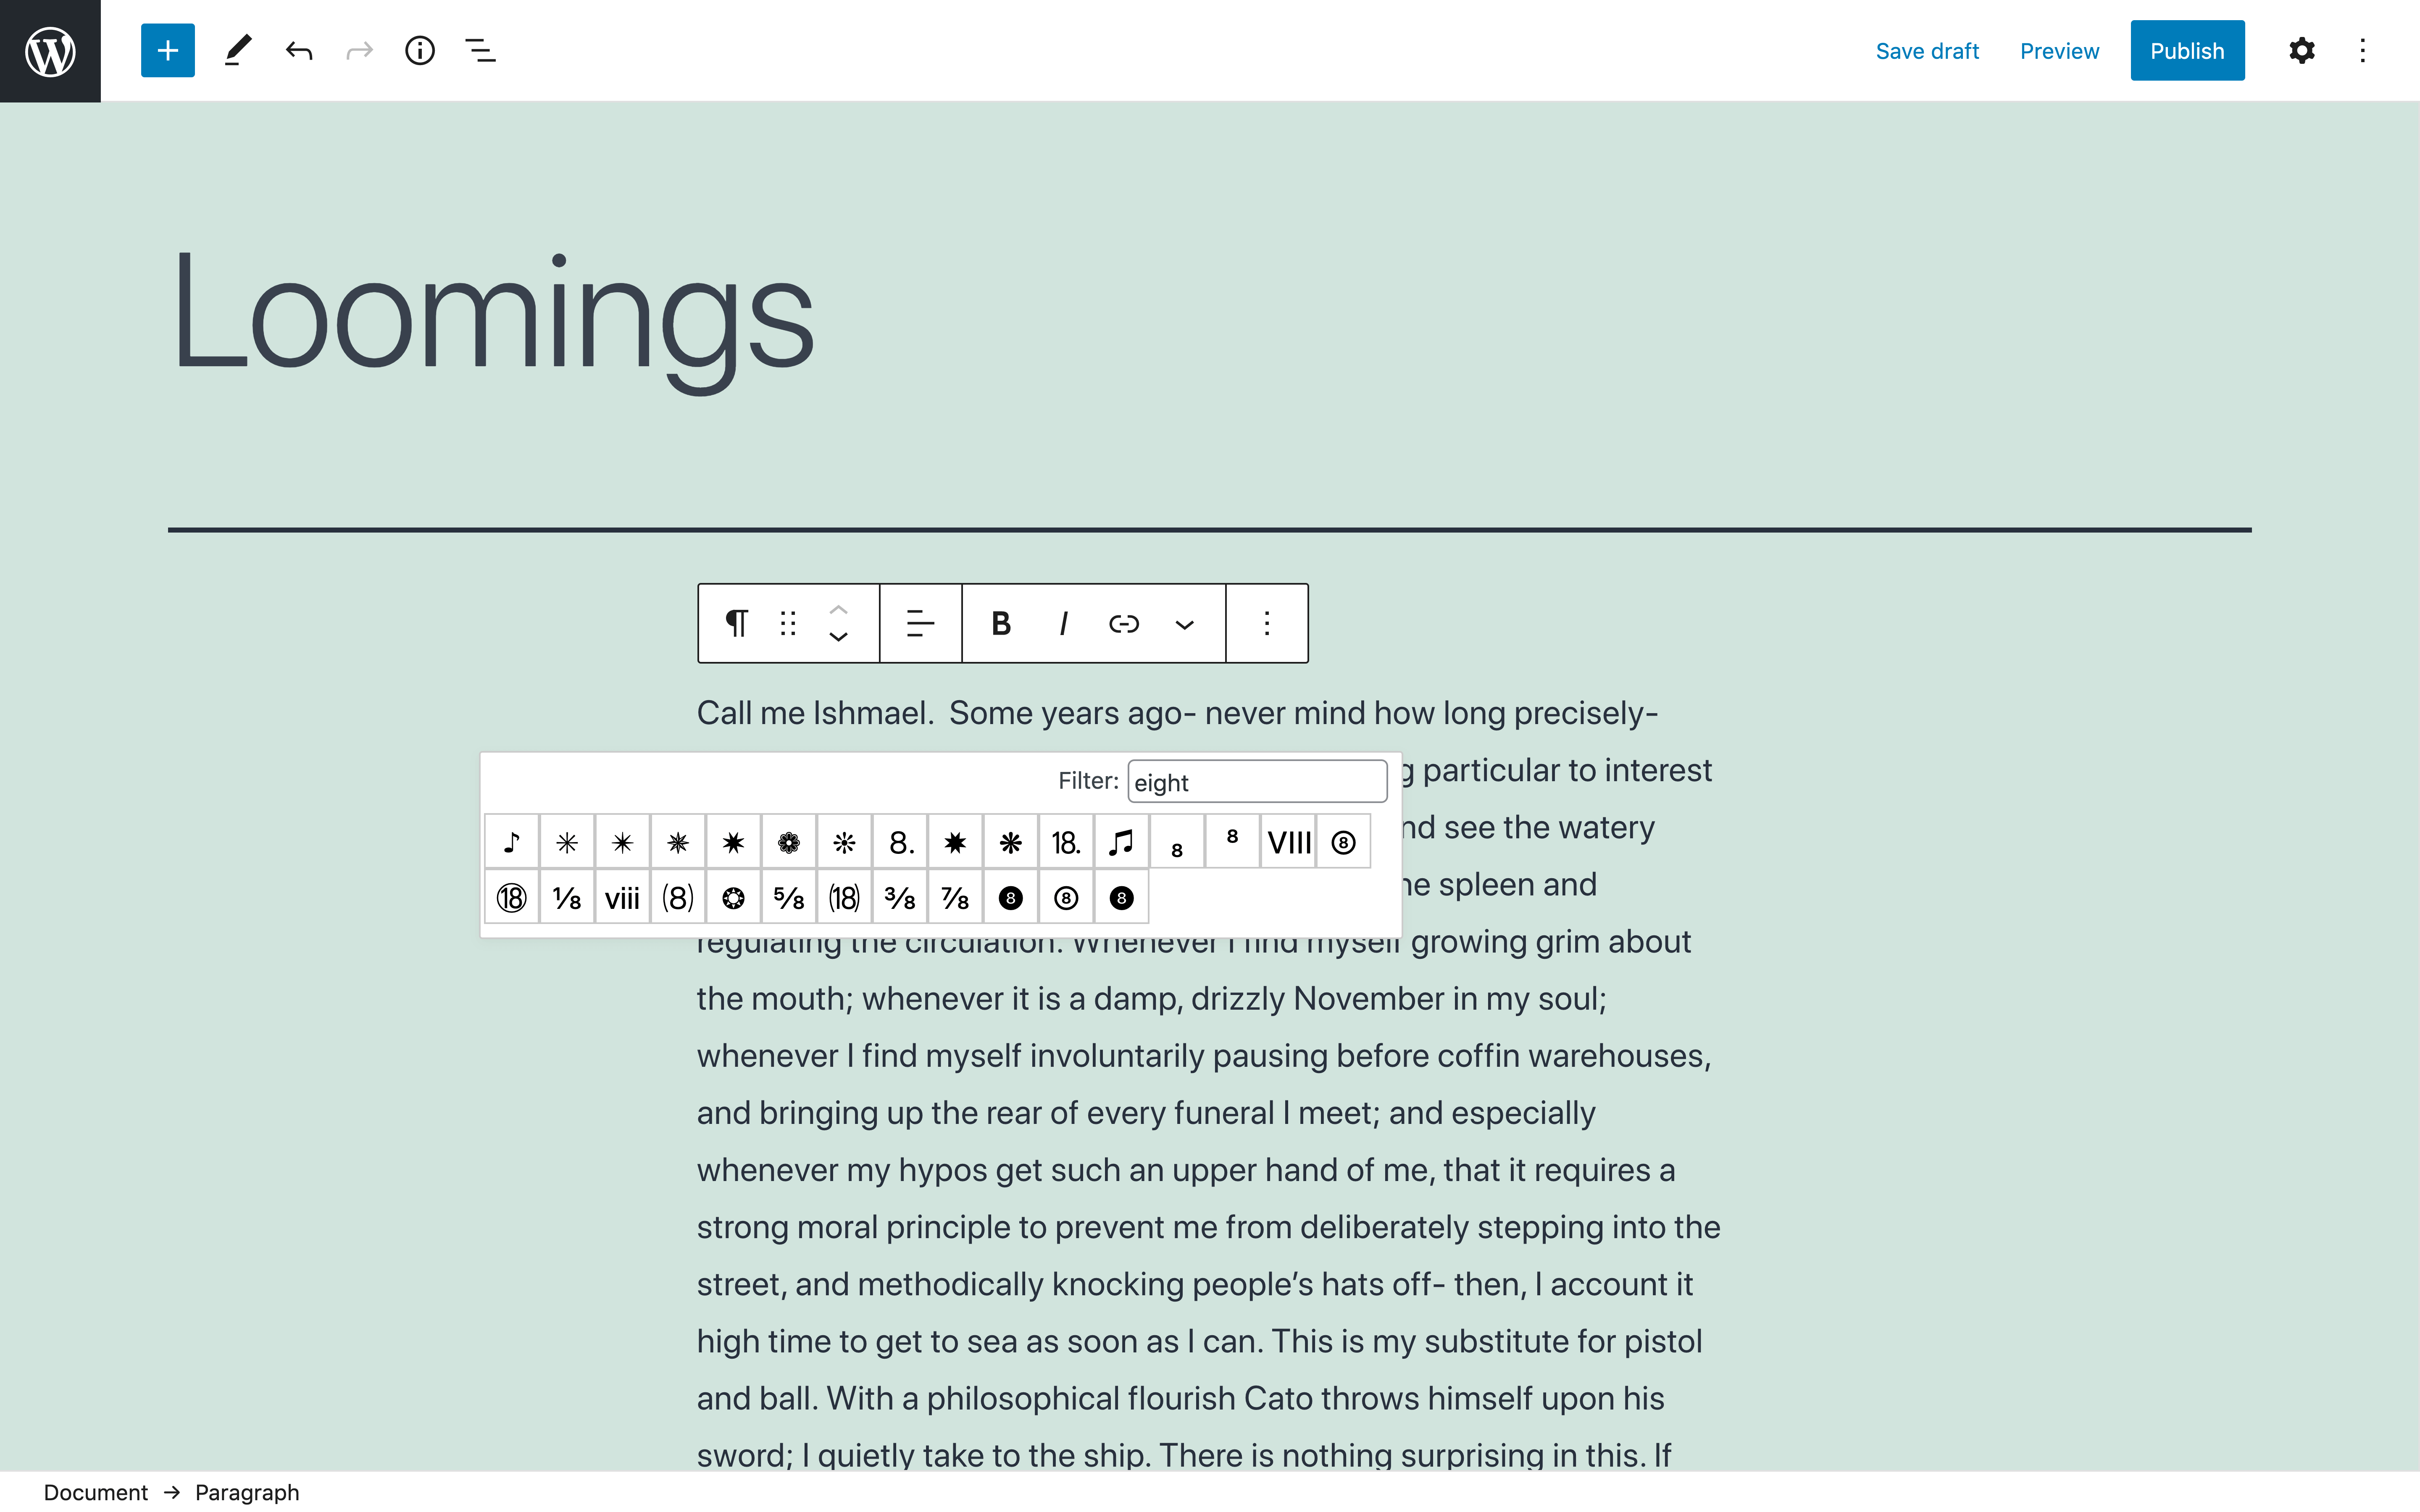 Save draft Preview Publish
Loomings
B I
Call me Ishmael.  Some years ago- never mind how long precisely-
Filter: eight
particular to interest
♪ ✳ ✴ ✵ ✷ ❁ ❊ 8. ✸ ❋ 18. ♫ ₈ ⁸ VIII ⑧
see the watery
⑱ ⅛ viii (8) ❂ ⅝ ⒅ ⅜ ⅞ ❽ ⑧ ❽
spleen and
regulating the circulation. Whenever I find myself growing grim about
the mouth; whenever it is a damp, drizzly November in my soul;
whenever I find myself involuntarily pausing before coffin warehouses,
and bringing up the rear of every funeral I meet; and especially
whenever my hypos get such an upper hand of me, that it requires a
strong moral principle to prevent me from deliberately stepping into the
street, and methodically knocking people’s hats off- then, I account it
high time to get to sea as soon as I can. This is my substitute for pistol
and ball. With a philosophical flourish Cato throws himself upon his
sword; I quietly take to the ship. There is nothing surprising in this. If
Document → Paragraph